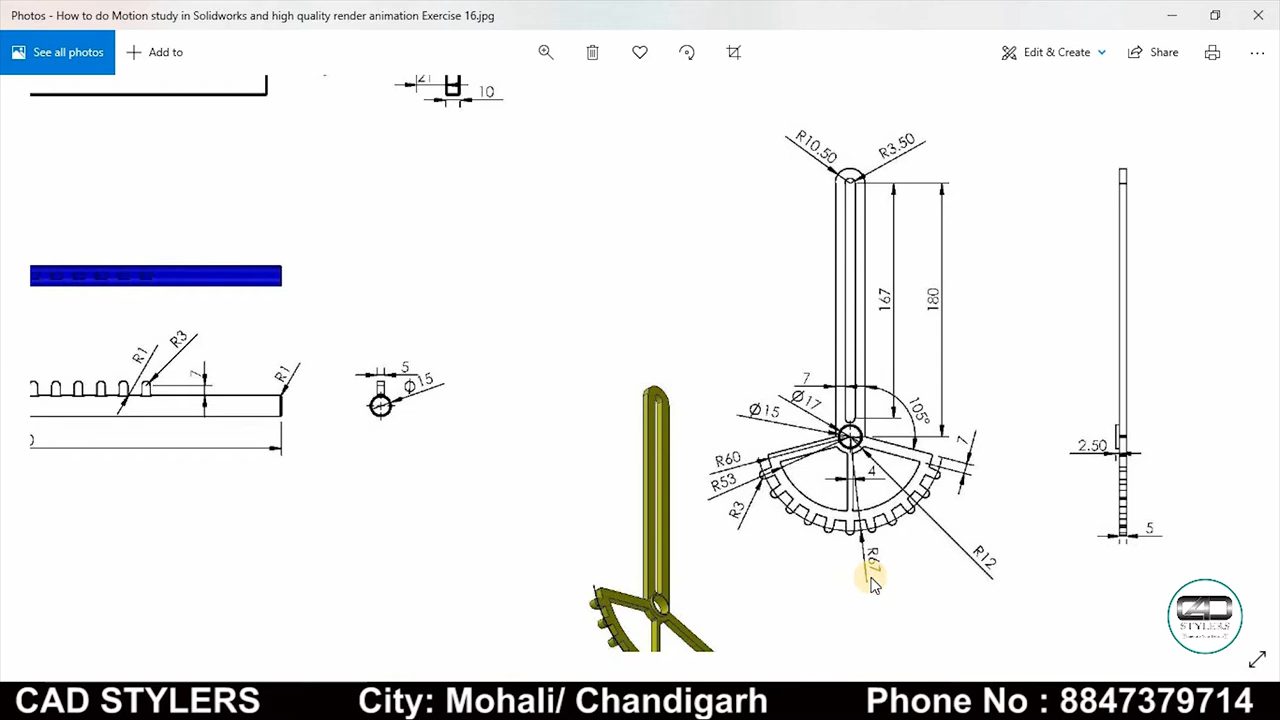 Photos - How to do Motion study in Solidworks and high quality render animation Exercise 16.jpg
See all photos
Add to
Edit & Create
Share
21
10
R10.50
R3.50
167
180
R1
R3
7
R1
5
Ø15
7
Ø17
Ø15
105°
R60
R53
R3
4
7
R67
R12
2.50
5
STYLERS
CAD STYLERS
City: Mohali/ Chandigarh
Phone No : 8847379714